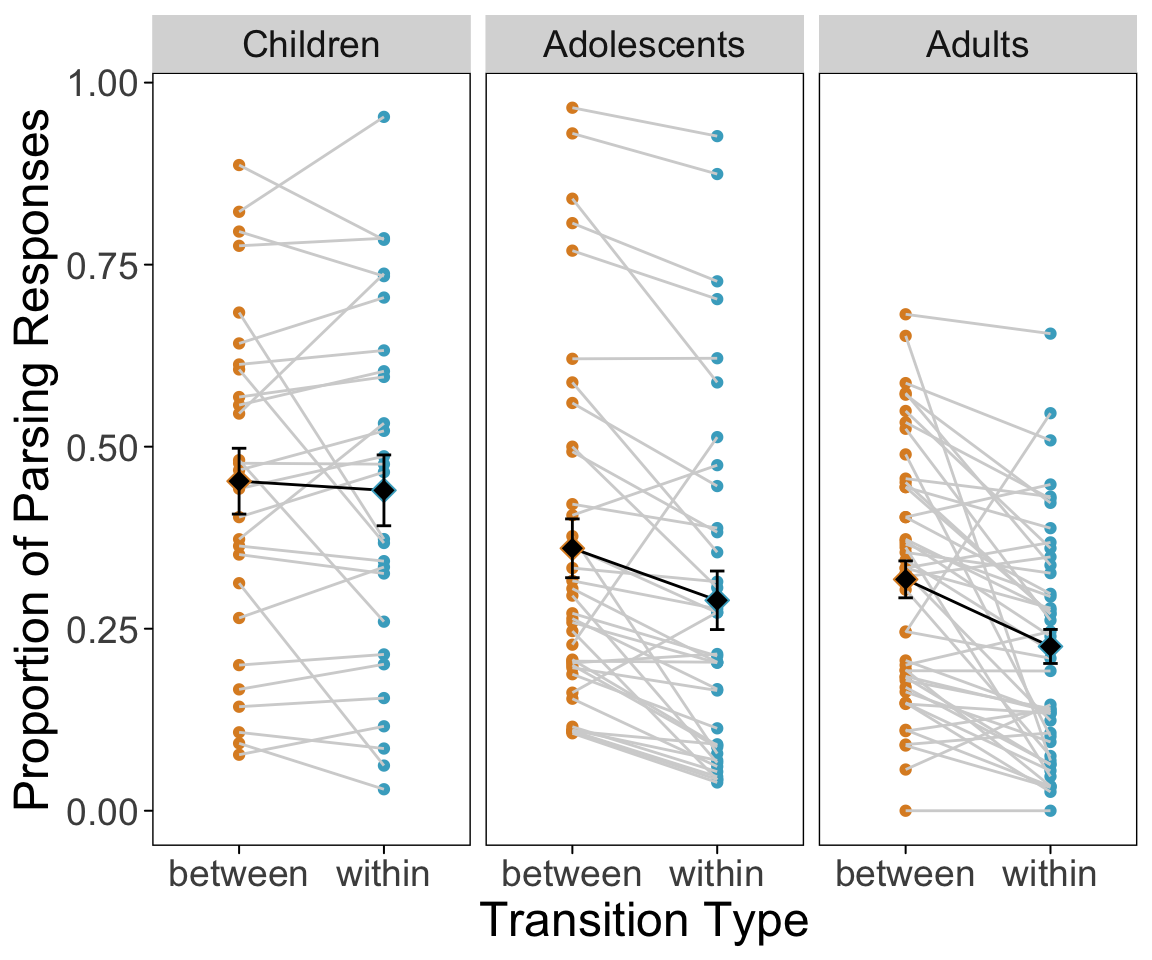 Children Adolescents Adults
Proportion of Parsing Responses
1.00
0.75
0.50
0.25
0.00
between within between within between within
Transition Type